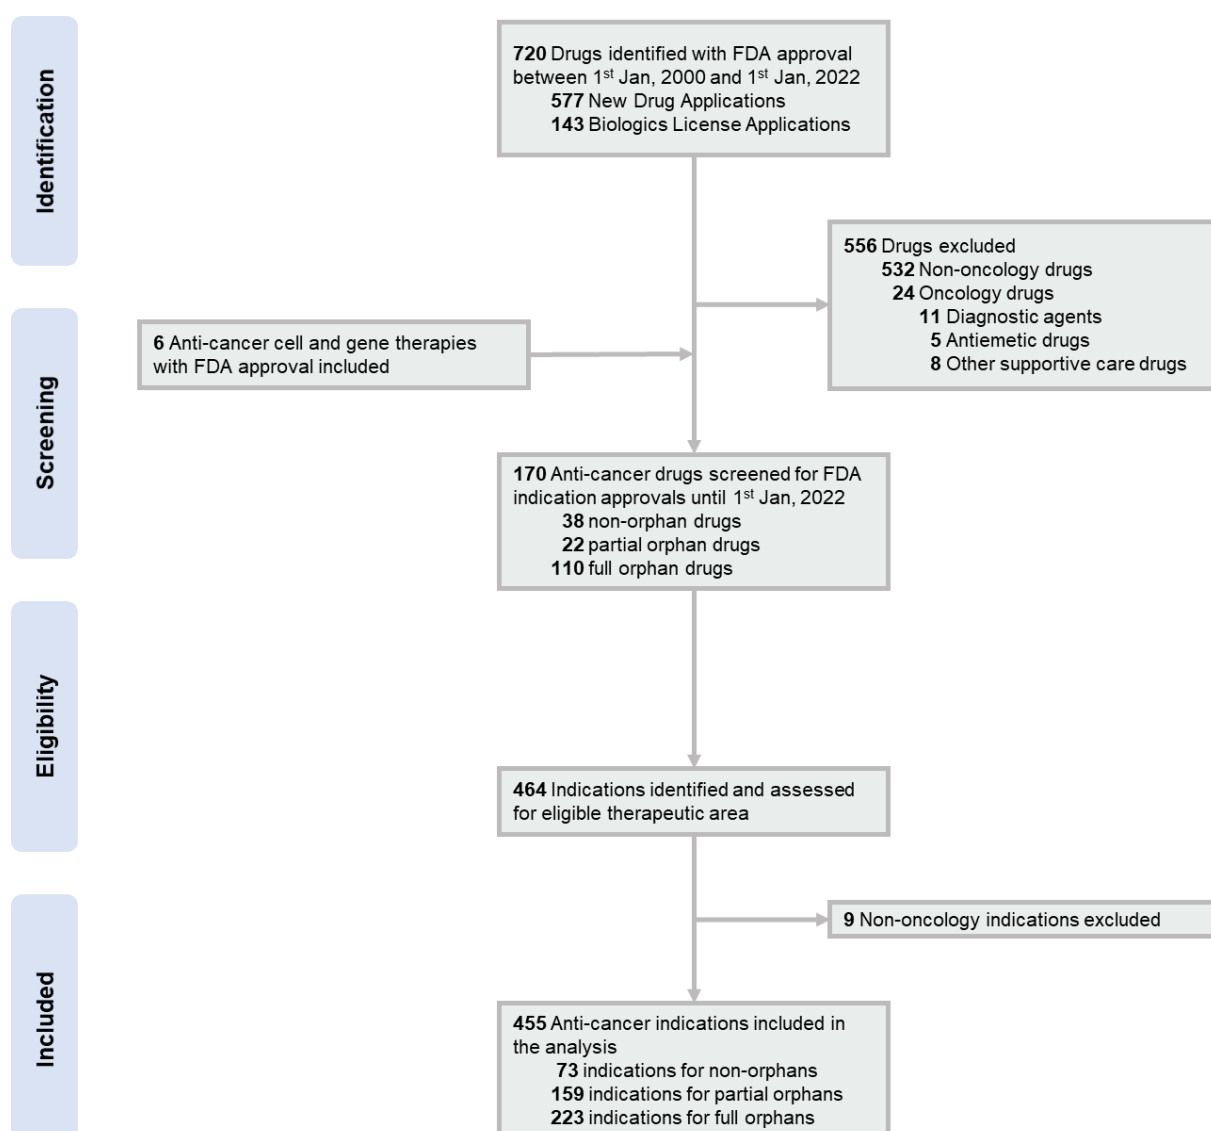 Identification
720 Drugs identified with FDA approval
between 1st Jan, 2000 and 1st Jan, 2022
577 New Drug Applications
143 Biologics License Applications
556 Drugs excluded
532 Non-oncology drugs
24 Oncology drugs
11 Diagnostic agents
5 Antiemetic drugs
8 Other supportive care drugs
Screening
6 Anti-cancer cell and gene therapies
with FDA approval included
170 Anti-cancer drugs screened for FDA
indication approvals until 1st Jan, 2022
38 non-orphan drugs
22 partial orphan drugs
110 full orphan drugs
Eligibility
464 Indications identified and assessed
for eligible therapeutic area
9 Non-oncology indications excluded
Included
455 Anti-cancer indications included in
the analysis
73 indications for non-orphans
159 indications for partial orphans
223 indications for full orphans